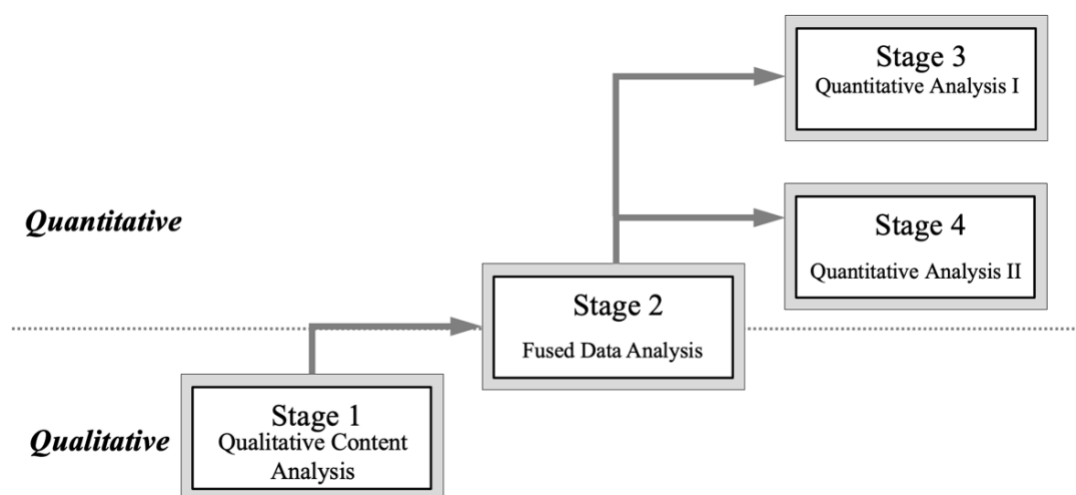 Stage 3
Quantitative Analysis I
Quantitative
Stage 4
Quantitative Analysis II
Stage 2
Fused Data Analysis
Qualitative
Stage 1
Qualitative Content
Analysis